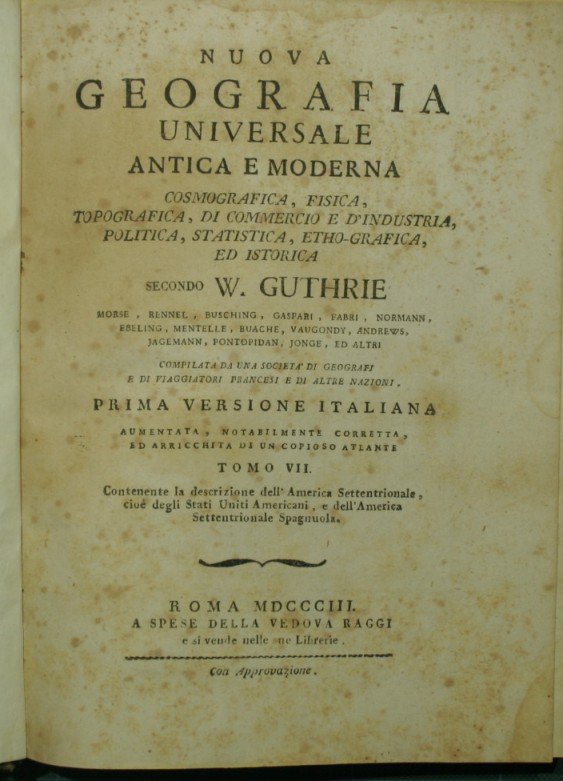 NUOVA
GEOGRAFIA
UNIVERSALE
ANTICA E MODERNA
COSMOGRAFICA, FISICA,
TOPOGRAFICA, DI COMMERCIO E D'INDUSTRIA,
POLITICA, STATISTICA, ETHO-GRAFICA,
ED ISTORICA
SECONDO W. GUTHRIE
MORSE, RENNEL, BUSCHING, GASPARI, FABRI, NORMANN,
EBELING, MENTELLE, BUACHE, VAUGONDY, ANDREWS,
JAGEMANN, PONTOPIDAN, JONGE, ED ALTRI
COMPILATA DA UNA SOCIETA' DI GEOGRAFI
E DI VIAGGIATORI FRANCESI E DI ALTRE NAZIONI.
PRIMA VERSIONE ITALIANA
AUMENTATA, NOTABILMENTE CORRETTA,
ED ARRICCHITA DI UN COPIOSO ATLANTE
TOMO VII.
Contenente la descrizione dell'America Settentrionale,
cioè degli Stati Uniti Americani, e dell'America
Settentrionale Spagnuola.
ROMA MDCCCIII.
A SPESE DELLA VEDOVA RAGGI
e si vende nelle sue Librerie.
Con Approvazione.